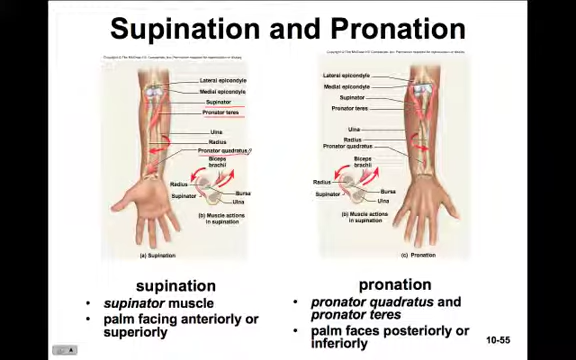 Supination and Pronation
Lateral epicondyle
Medial epicondyle
Supinator
Pronator teres
Ulna
Radius
Pronator quadratus
Biceps
brachii
Radius
Bursa
Supinator
Ulna
(b) Muscle actions
in supination
(a) Supination
Lateral epicondyle
Medial epicondyle
Supinator
Pronator teres
Ulna
Radius
Pronator quadratus
Biceps
brachii
Radius
Bursa
Supinator
Ulna
(b) Muscle actions
in supination
(c) Pronation
supination
• supinator muscle
• palm facing anteriorly or
superiorly
pronation
• pronator quadratus and
pronator teres
• palm faces posteriorly or
inferiorly
10-55